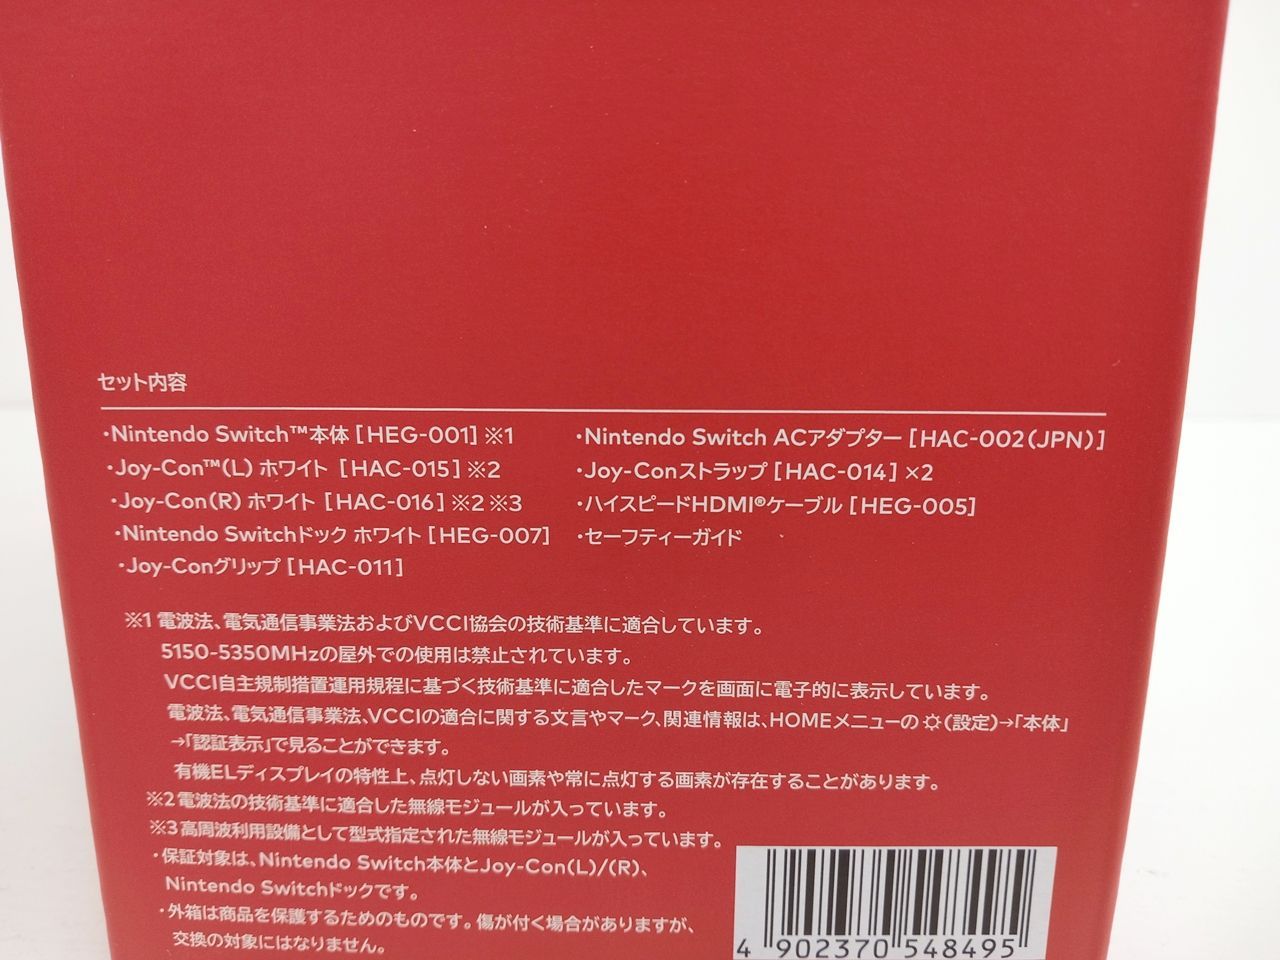 セット内容
・Nintendo Switch™本体［HEG-001］※1
・Joy-Con™(L) ホワイト［HAC-015］※2
・Joy-Con(R) ホワイト［HAC-016］※2 ※3
・Nintendo Switchドック ホワイト［HEG-007］
・Joy-Conグリップ［HAC-011］
・Nintendo Switch ACアダプター［HAC-002(JPN)］
・Joy-Conストラップ［HAC-014］×2
・ハイスピードHDMI®ケーブル［HEG-005］
・セーフティーガイド
※1 電波法、電気通信事業法およびVCCI協会の技術基準に適合しています。
5150-5350MHzの屋外での使用は禁止されています。
VCCI自主規制措置運用規程に基づく技術基準に適合したマークを画面に電子的に表示しています。
電波法、電気通信事業法、VCCIの適合に関する文言やマーク、関連情報は、HOMEメニューの(設定)→「本体」
→「認証表示」で見ることができます。
有機ELディスプレイの特性上、点灯しない画素や常に点灯する画素が存在することがあります。
※2 電波法の技術基準に適合した無線モジュールが入っています。
※3 高周波利用設備として型式指定された無線モジュールが入っています。
・保証対象は、Nintendo Switch本体とJoy-Con(L)/(R)、
Nintendo Switchドックです。
・外箱は商品を保護するためのものです。傷が付く場合がありますが、
交換の対象にはなりません。
4 902370 548495